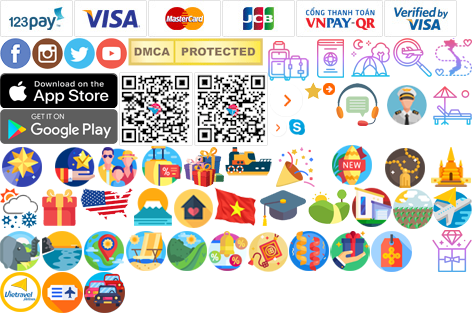 123pay
VISA
MasterCard
JCB
CỔNG THANH TOÁN
VNPAY-QR
Verified by
VISA
DMCA PROTECTED
Download on the
App Store
GET IT ON
Google Play
NEW
Vietravel